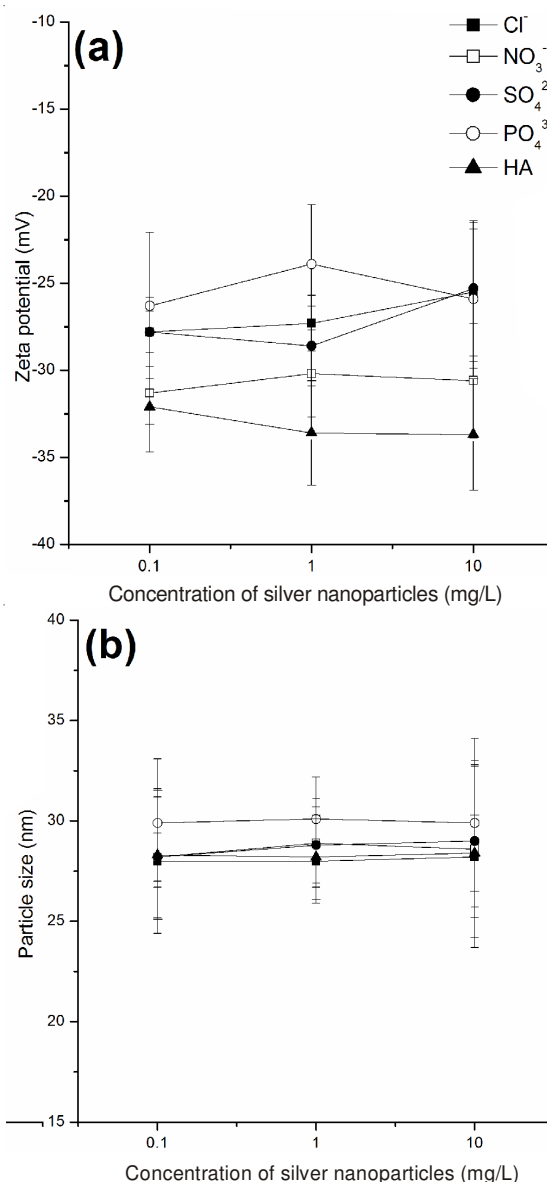 (a)
Cl⁻
NO₃⁻
SO₄²
PO₄³
HA
Zeta potential (mV)
-10
-15
-20
-25
-30
-35
-40
0.1 1 10
Concentration of silver nanoparticles (mg/L)
(b)
Particle size (nm)
40
35
30
25
20
15
0.1 1 10
Concentration of silver nanoparticles (mg/L)